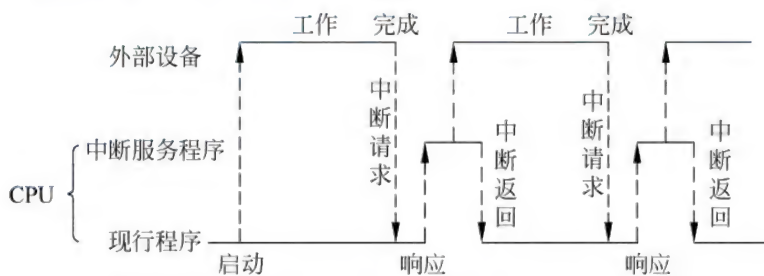 工作 完成 工作 完成
外部设备
中断请求
中断返回
中断请求
中断返回
中断服务程序
CPU
现行程序
启动 响应 响应